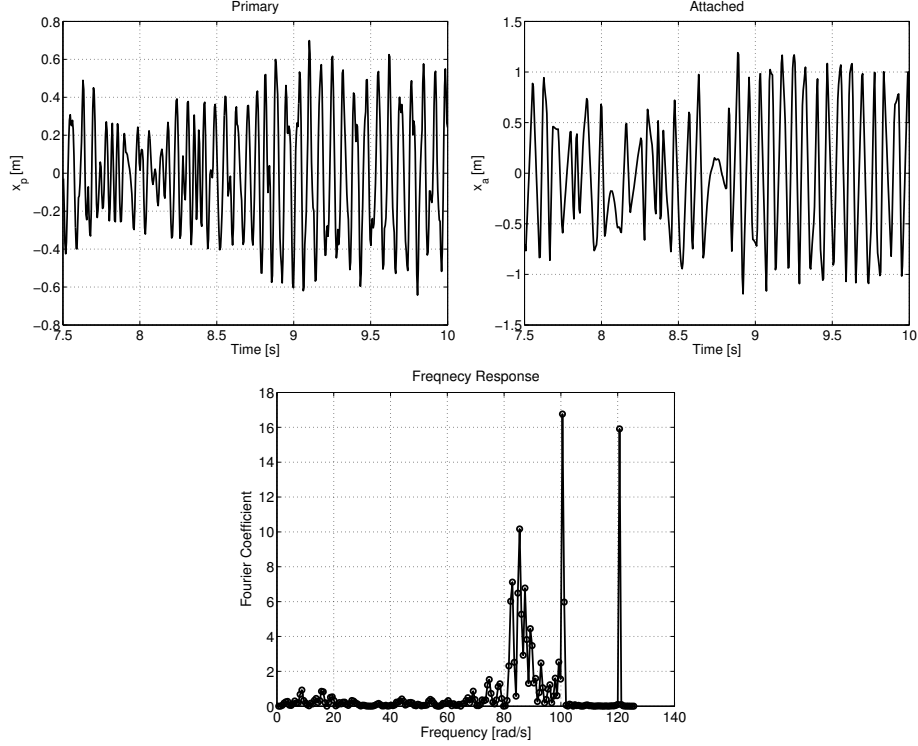 Primary
0.8
0.6
0.4
0.2
0
−0.2
−0.4
−0.6
−0.8
x_p [m]
7.5 8 8.5 9 9.5 10
Time [s]
Attached
1.5
1
0.5
0
−0.5
−1
−1.5
x_a [m]
7.5 8 8.5 9 9.5 10
Time [s]
Freqnecy Response
18
16
14
12
10
8
6
4
2
0
Fourier Coefficient
0 20 40 60 80 100 120 140
Frequency [rad/s]